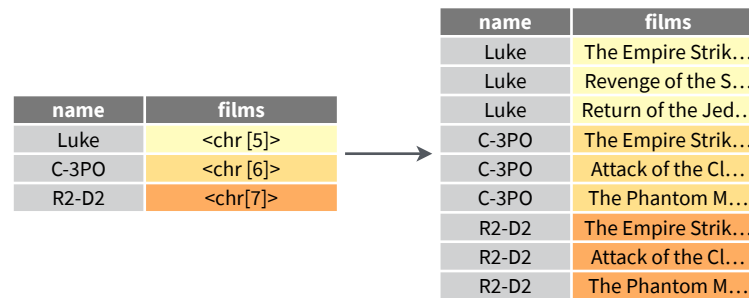 name films
Luke <chr [5]>
C-3PO <chr [6]>
R2-D2 <chr[7]>
name films
Luke The Empire Strik…
Luke Revenge of the S…
Luke Return of the Jed…
C-3PO The Empire Strik…
C-3PO Attack of the Cl…
C-3PO The Phantom M…
R2-D2 The Empire Strik…
R2-D2 Attack of the Cl…
R2-D2 The Phantom M…